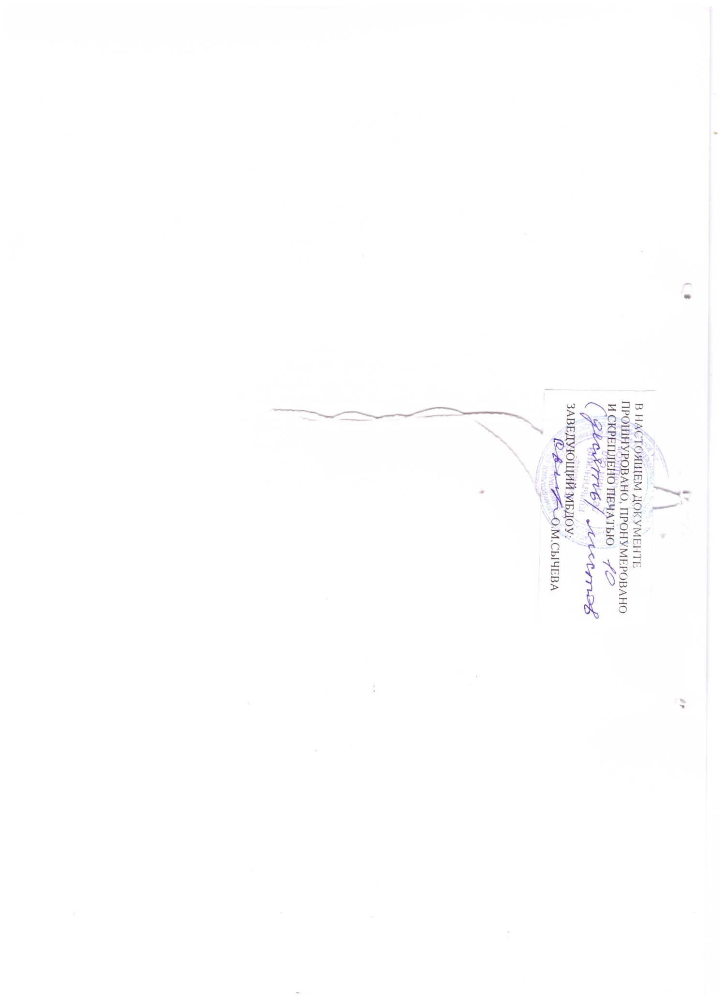 В НАСТОЯЩЕМ ДОКУМЕНТЕ
ПРОШНУРОВАНО, ПРОНУМЕРОВАНО
И СКРЕПЛЕНО ПЕЧАТЬЮ 10
(десять) листов
ЗАВЕДУЮЩИЙ МБДОУ:
О.М.СЫЧЕВА